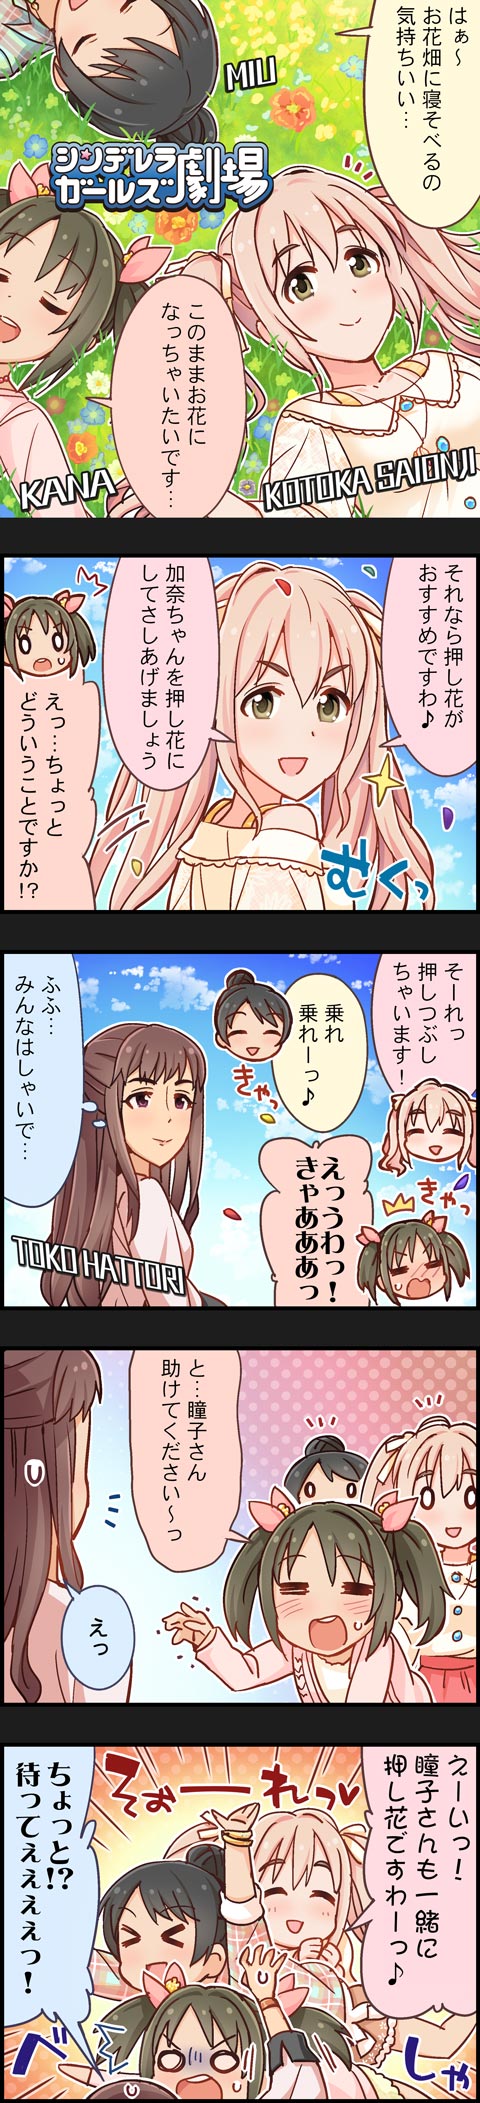 はぁ〜
お花畑に寝そべるの
気持ちいい…
MIU
シンデレラ
ガールズ劇場
このままお花に
なっちゃいたいです…
KANA
KOTOKA SAIONJI
それなら押し花が
おすすめですわ♪
加奈ちゃんを押し花に
してさしあげましょう
えっ…ちょっと
どういうことですか!?
むくっ
そーれっ
押しつぶし
ちゃいます!
乗れ
乗れーっ♪
きゃっ
きゃっ
えっうわっ!
きゃあああっ
ふふ…
みんなはしゃいで…
TOKO HATTORI
と…瞳子さん
助けてください〜っ
えっ
えーいっ!
瞳子さんも一緒に
押し花ですわーっ♪
そぉーれっ♥
ちょっと!?
待ってぇぇぇぇっ!
べしゃ